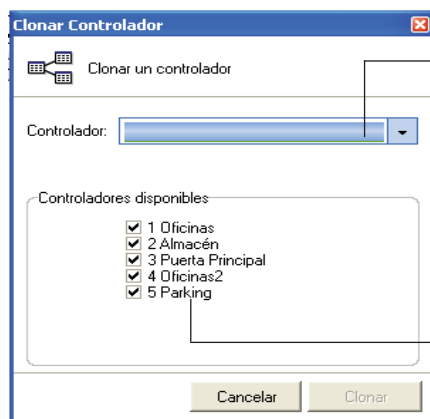 Clonar Controlador
Clonar un controlador
Controlador:
Controladores disponibles
1 Oficinas
2 Almacén
3 Puerta Principal
4 Oficinas2
5 Parking
Cancelar
Clonar